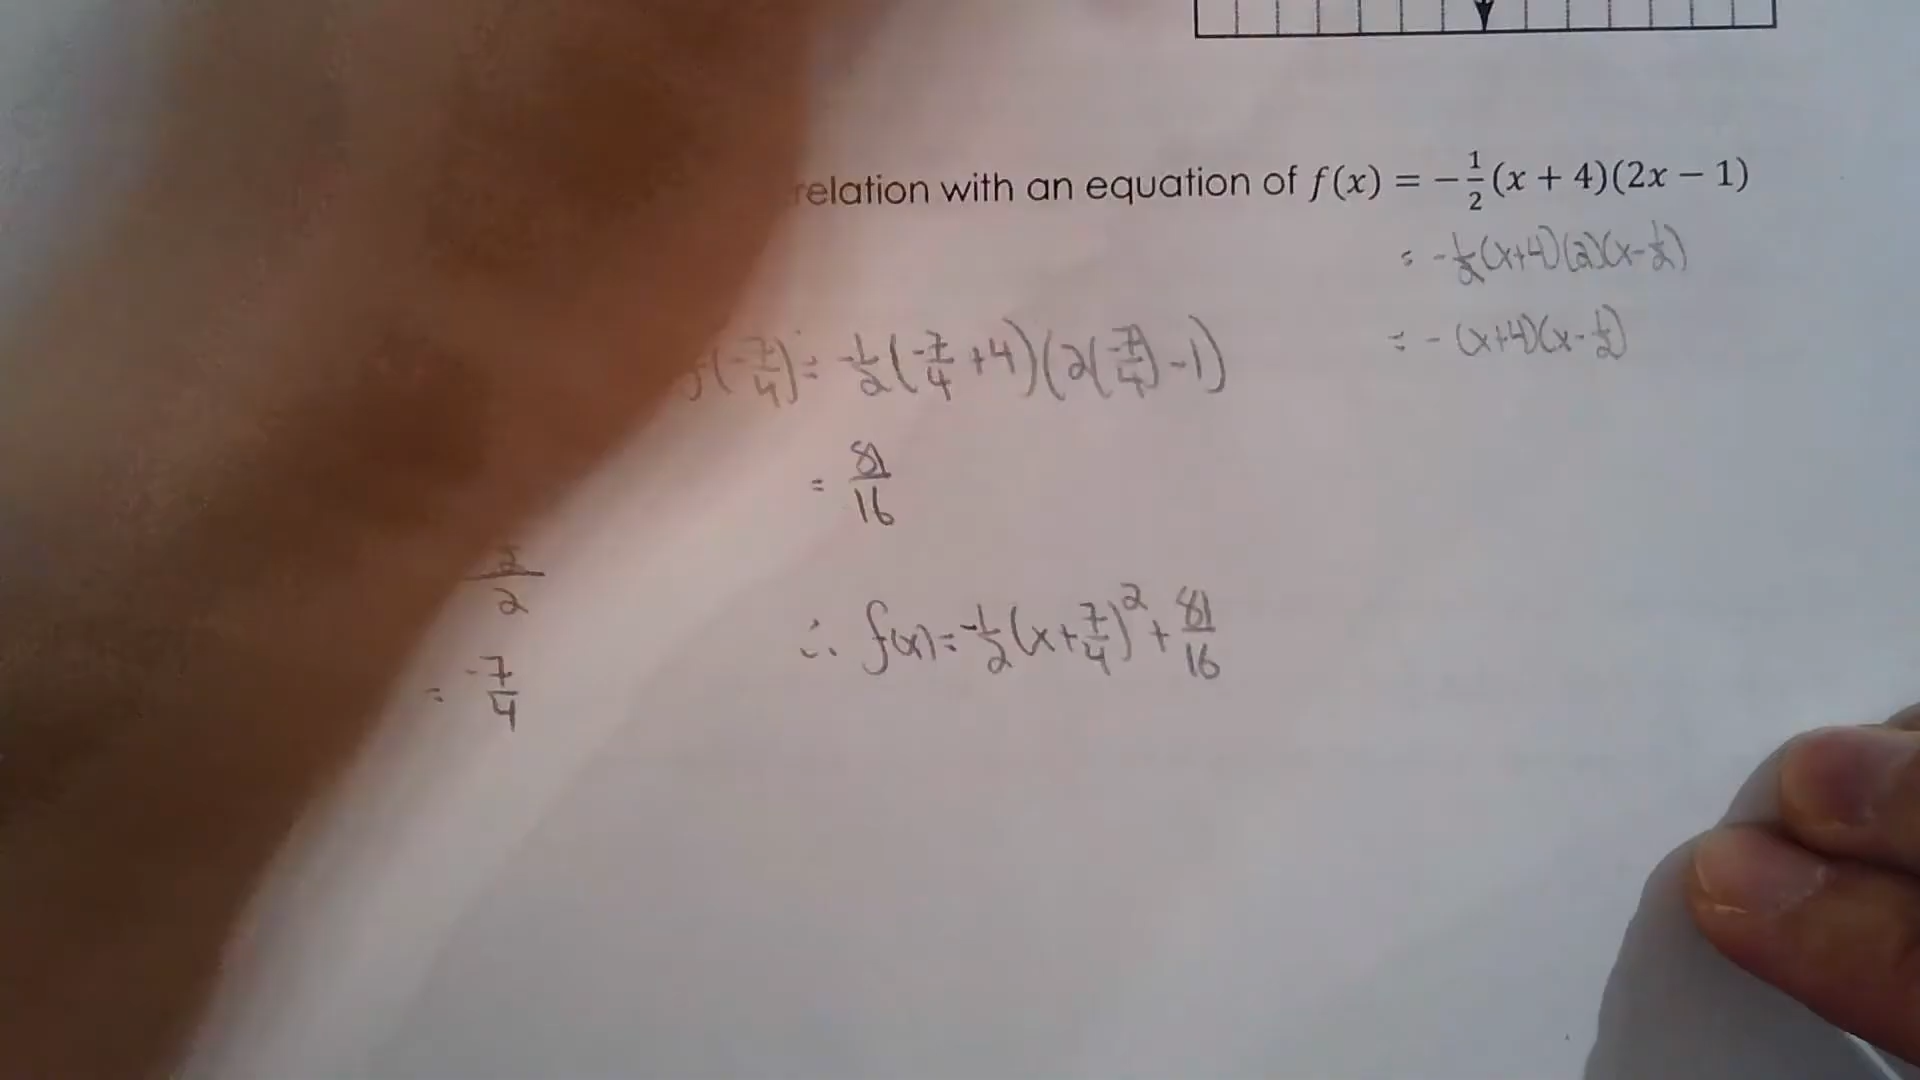 relation with an equation of f(x) = −1/2(x + 4)(2x − 1)
= -1/2(x+4)(2)(x-1/2)
= -(x+4)(x-1/2)
f(-7/4) = -1/2(-7/4+4)(2(-7/4)-1)
= 81/16
2
= -7/4
∴ f(x)=-1/2(x+7/4)²+81/16